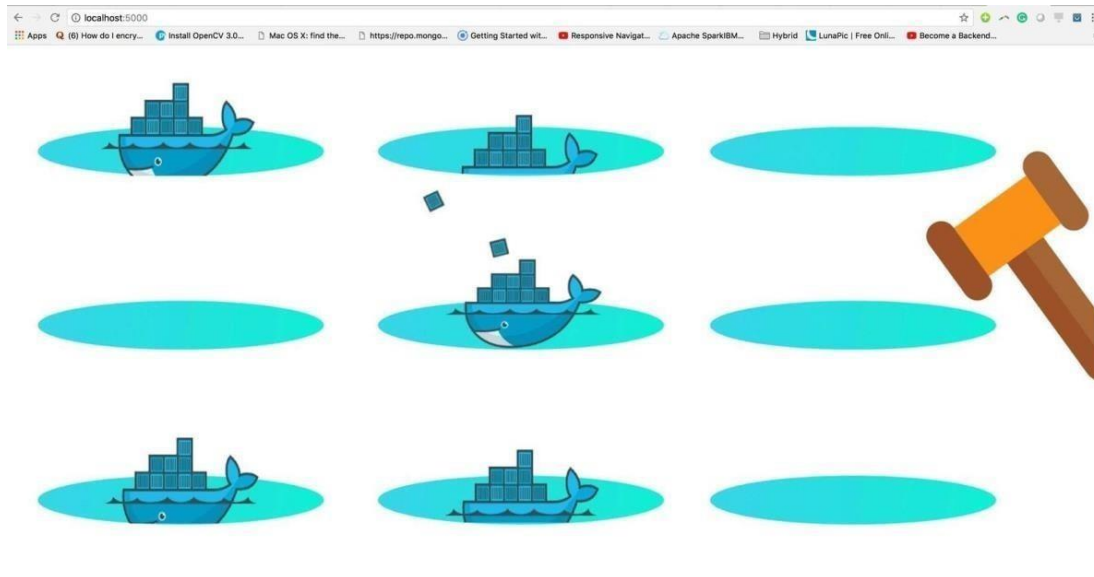 localhost:5000
Apps (6) How do I encry... Install OpenCV 3.0... Mac OS X: find the... https://repo.mongo... Getting Started wit... Responsive Navigat... Apache SparkIBM... Hybrid LunaPic | Free Onli... Become a Backend...